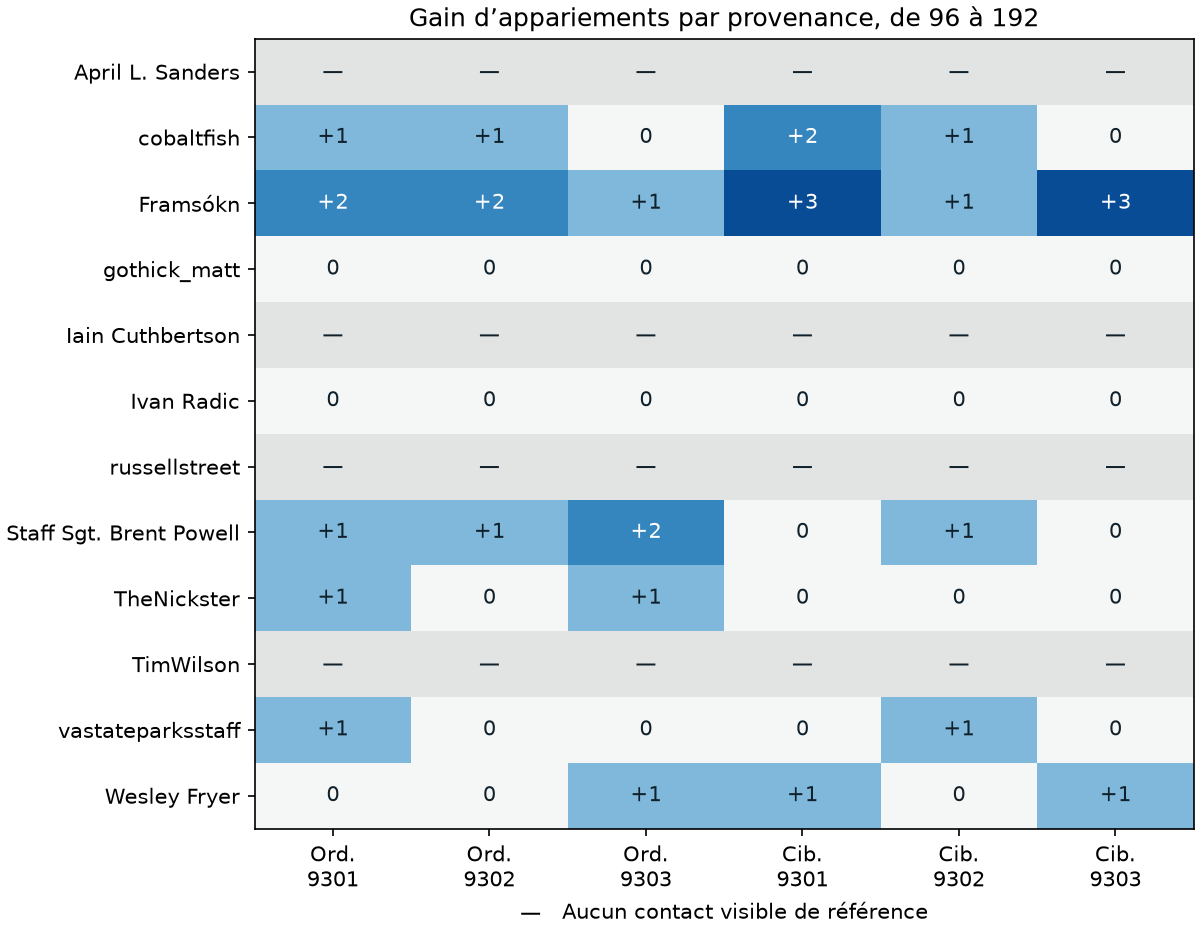 Gain d’appariements par provenance, de 96 à 192
April L. Sanders — — — — — —
cobaltfish +1 +1 0 +2 +1 0
Framsókn +2 +2 +1 +3 +1 +3
gothick_matt 0 0 0 0 0 0
Iain Cuthbertson — — — — — —
Ivan Radic 0 0 0 0 0 0
russellstreet — — — — — —
Staff Sgt. Brent Powell +1 +1 +2 0 +1 0
TheNickster +1 0 +1 0 0 0
TimWilson — — — — — —
vastateparksstaff +1 0 0 0 +1 0
Wesley Fryer 0 0 +1 +1 0 +1
Ord. Ord. Ord. Cib. Cib. Cib.
9301 9302 9303 9301 9302 9303
— Aucun contact visible de référence